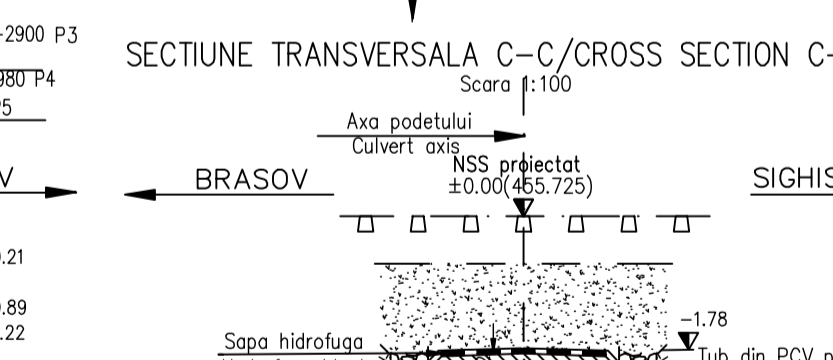 -2900 P3
SECTIUNE TRANSVERSALA C-C/CROSS SECTION C-
980 P4
Scara 1:100
Axa podetului
Culvert axis
NSS proiectat
±0.00(455.725)
BRASOV
SIGHIS
.21
.89
.22
-1.78
Sapa hidrofuga
Tub din PCV